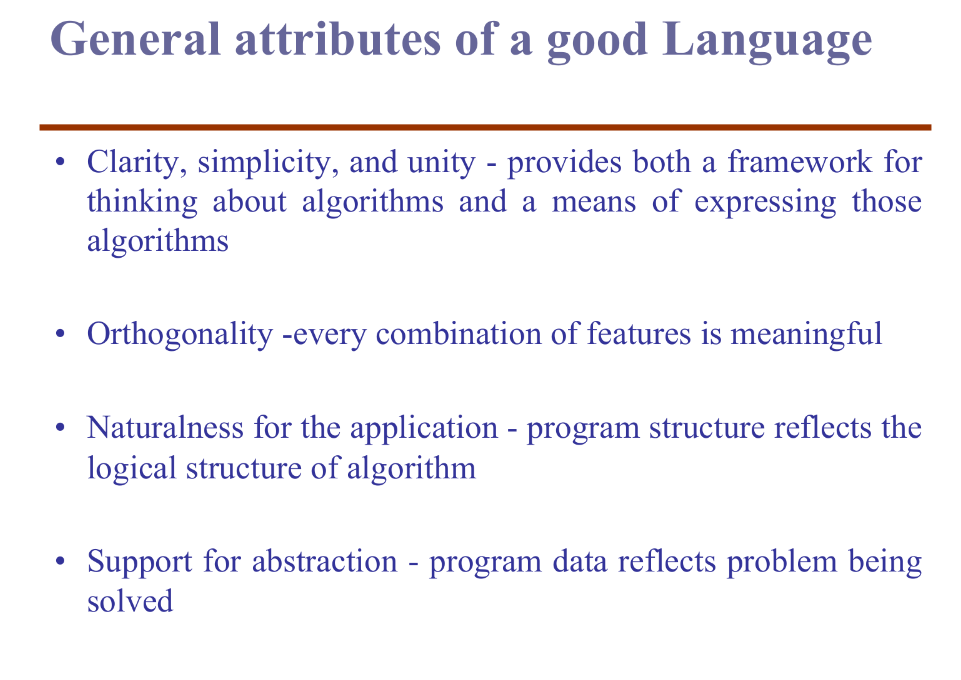 General attributes of a good Language
• Clarity, simplicity, and unity - provides both a framework for
thinking about algorithms and a means of expressing those
algorithms
• Orthogonality -every combination of features is meaningful
• Naturalness for the application - program structure reflects the
logical structure of algorithm
• Support for abstraction - program data reflects problem being
solved